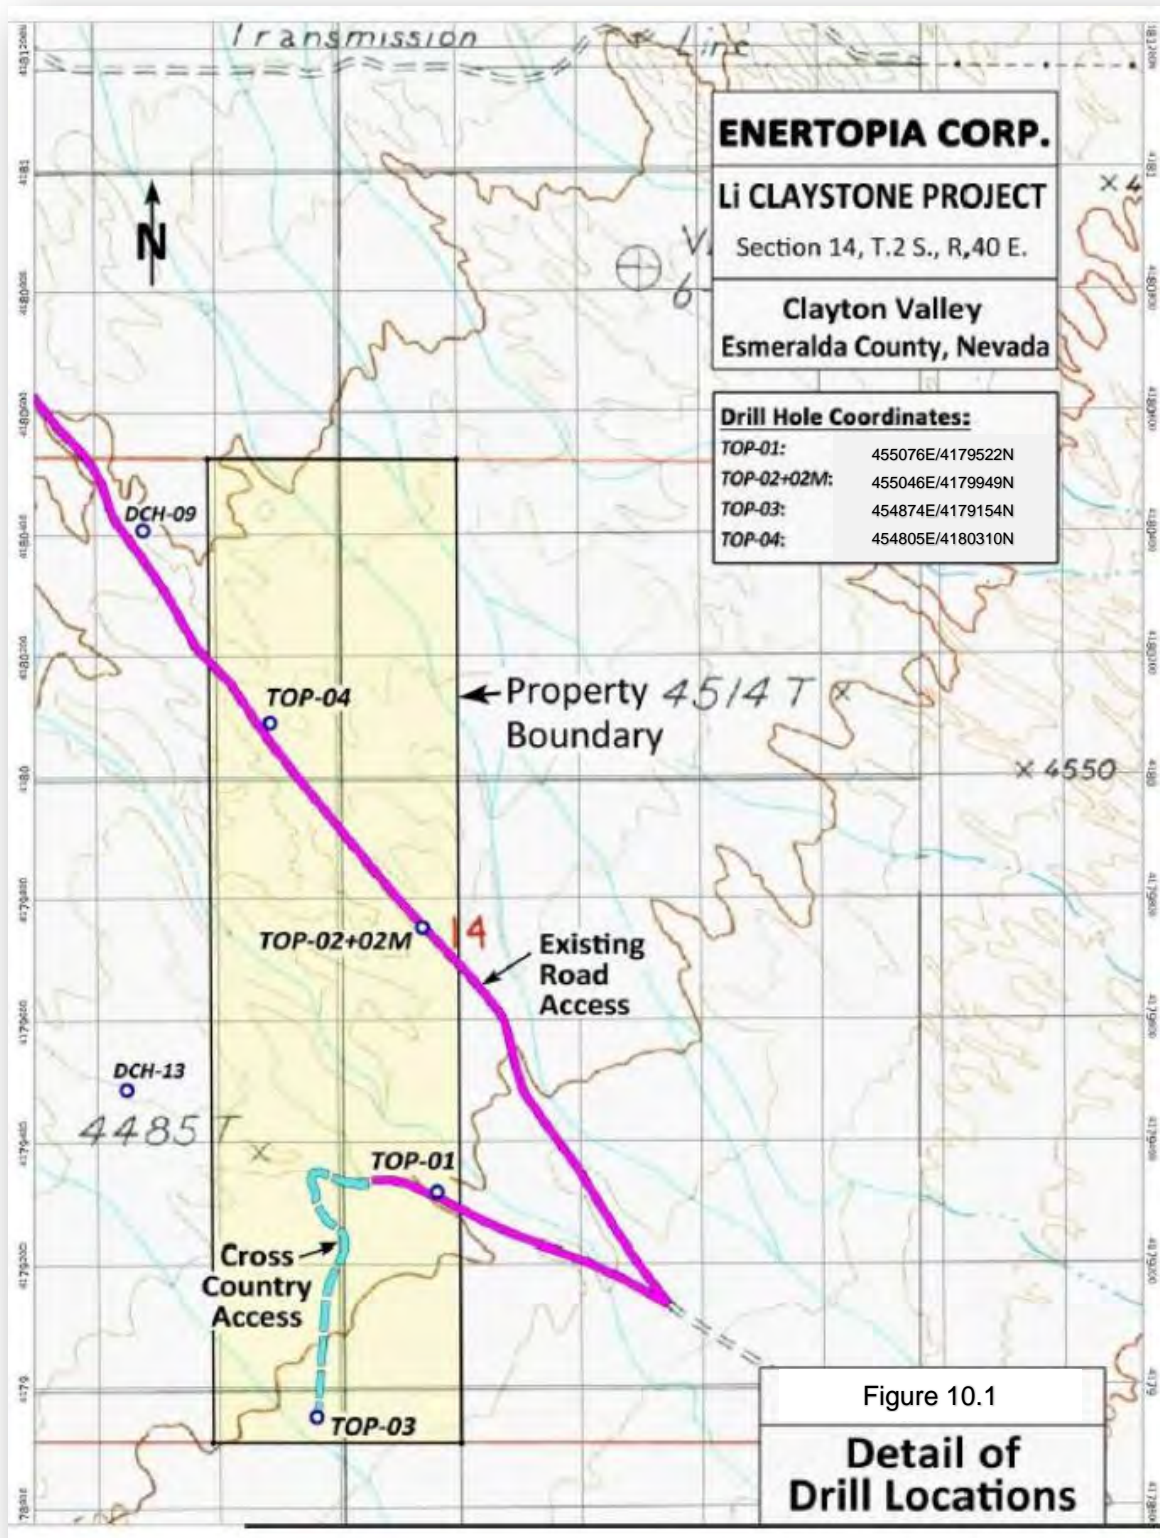 Transmission Line
ENERTOPIA CORP.
Li CLAYSTONE PROJECT
Section 14, T.2 S., R,40 E.
Clayton Valley
Esmeralda County, Nevada
Drill Hole Coordinates:
TOP-01: 455076E/4179522N
TOP-02+02M: 455046E/4179949N
TOP-03: 454874E/4179154N
TOP-04: 454805E/4180310N
N
DCH-09
TOP-04
Property
Boundary
4514 T
4550
TOP-02+02M
14
Existing
Road
Access
DCH-13
4485 T
TOP-01
Cross
Country
Access
TOP-03
Figure 10.1
Detail of
Drill Locations